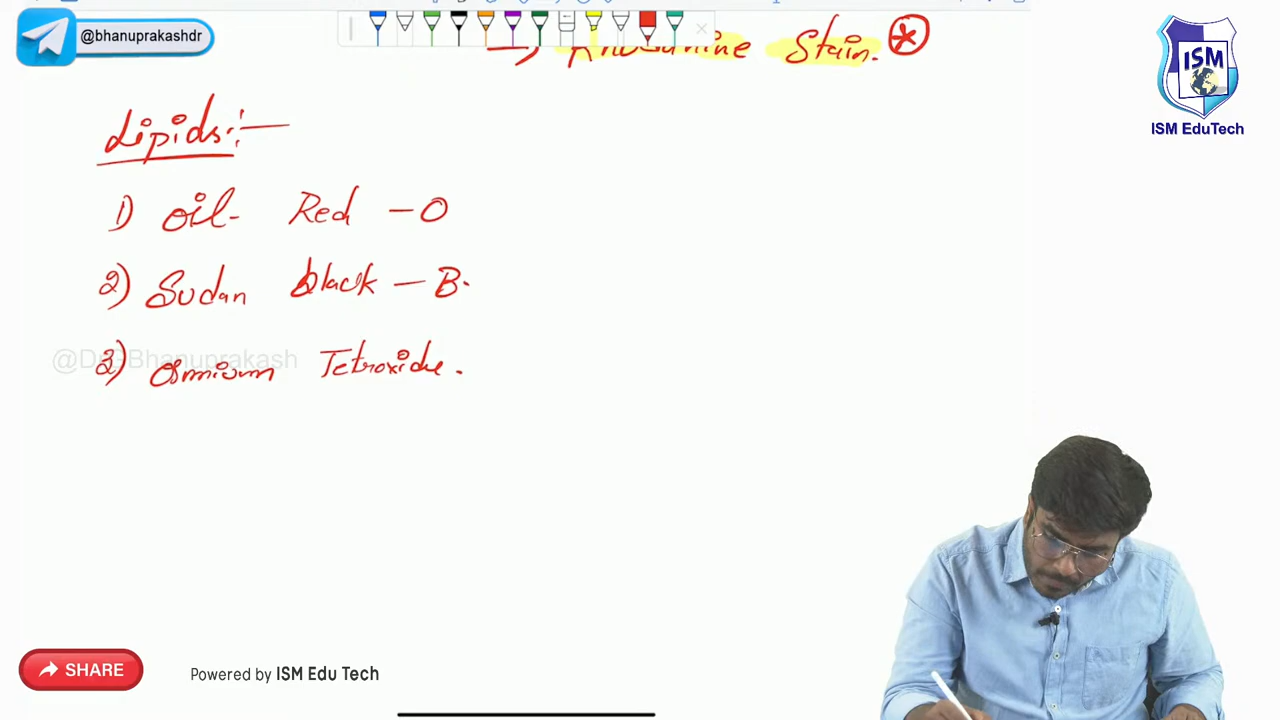 @bhanuprakashdr
Stain.
ISM
ISM EduTech
Lipids:-
1) Oil Red - O
2) Sudan black - B.
3) Osmium Tetroxide.
SHARE
Powered by ISM Edu Tech